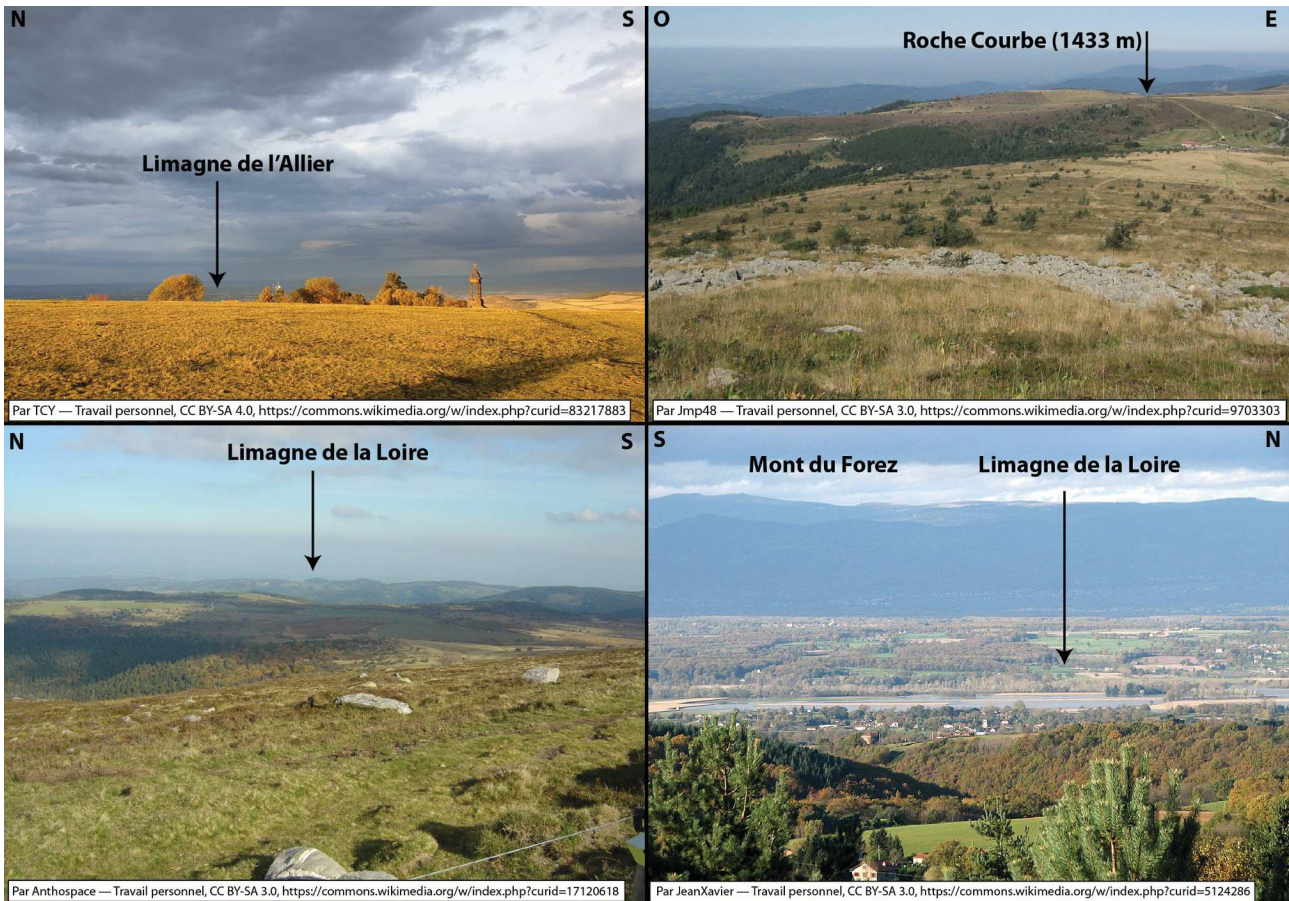 N S
Limagne de l'Allier
Par TCY — Travail personnel, CC BY-SA 4.0, https://commons.wikimedia.org/w/index.php?curid=83217883
O E
Roche Courbe (1433 m)
Par Jmp48 — Travail personnel, CC BY-SA 3.0, https://commons.wikimedia.org/w/index.php?curid=9703303
N S
Limagne de la Loire
Par Anthospace — Travail personnel, CC BY-SA 3.0, https://commons.wikimedia.org/w/index.php?curid=17120618
S N
Mont du Forez Limagne de la Loire
Par JeanXavier — Travail personnel, CC BY-SA 3.0, https://commons.wikimedia.org/w/index.php?curid=5124286